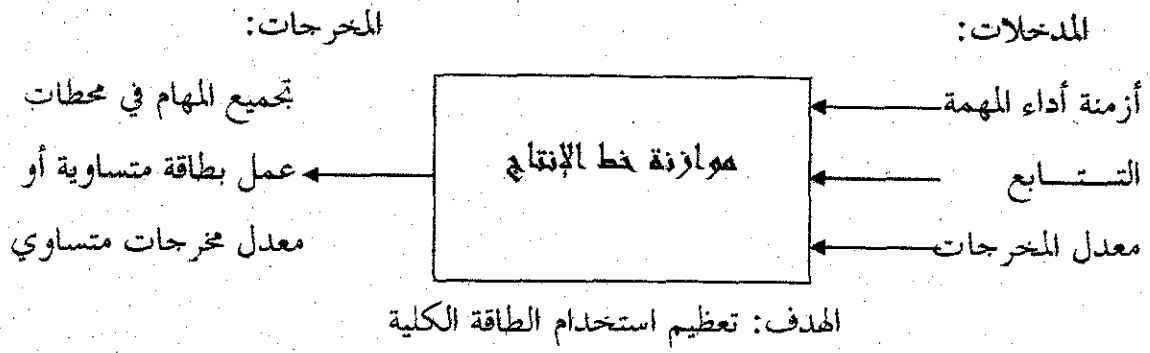 المدخلات:
المخرجات:
أزمنة أداء المهمة
تجميع المهام في محطات
التتابع
موازنة خط الإنتاج
عمل بطاقة متساوية أو
معدل المخرجات
معدل مخرجات متساوي
الهدف: تعظيم استخدام الطاقة الكلية